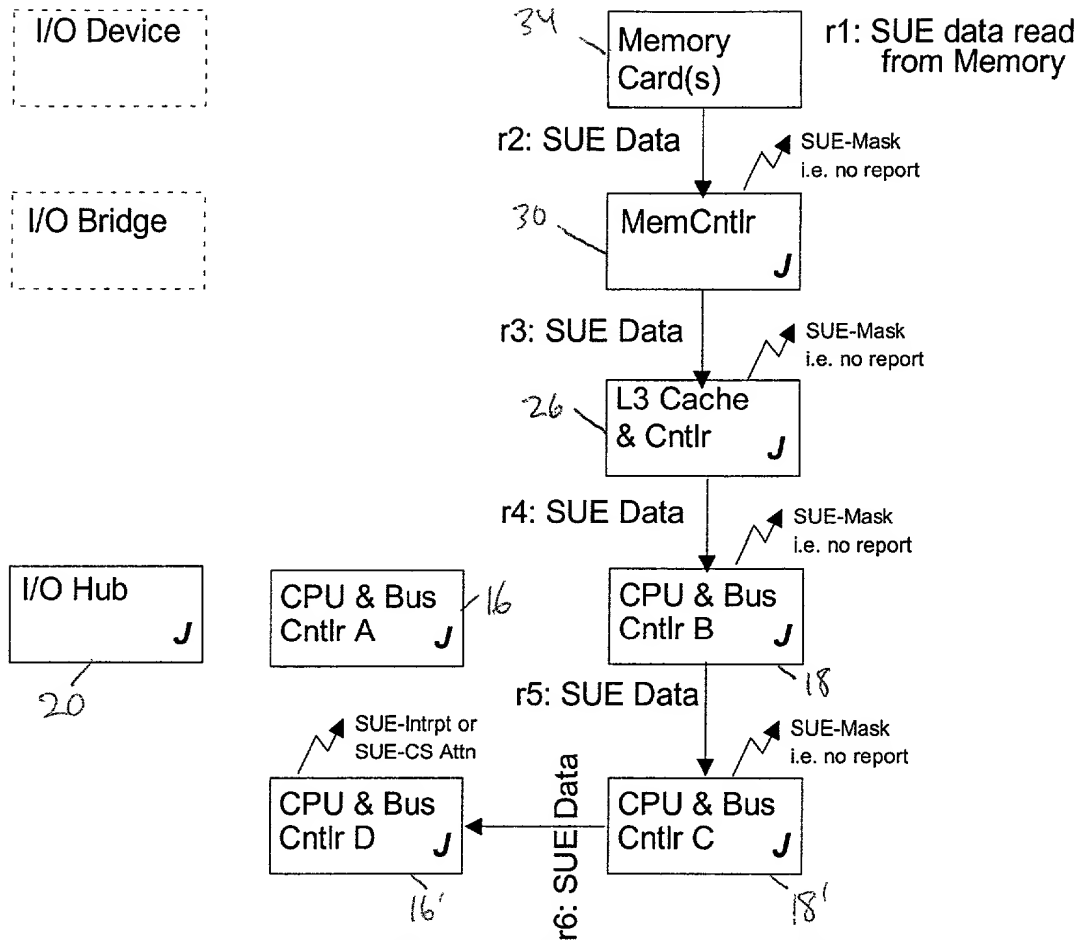 I/O Device
34
Memory
Card(s)
r1: SUE data read
from Memory
r2: SUE Data
SUE-Mask
i.e. no report
I/O Bridge
30
MemCntlr
J
r3: SUE Data
SUE-Mask
i.e. no report
26
L3 Cache
& Cntlr
J
r4: SUE Data
SUE-Mask
i.e. no report
I/O Hub
J
20
CPU & Bus
Cntlr A
J
16
CPU & Bus
Cntlr B
J
18
r5: SUE Data
SUE-Intrpt or
SUE-CS Attn
SUE-Mask
i.e. no report
CPU & Bus
Cntlr D
J
16'
r6: SUE Data
CPU & Bus
Cntlr C
J
18'